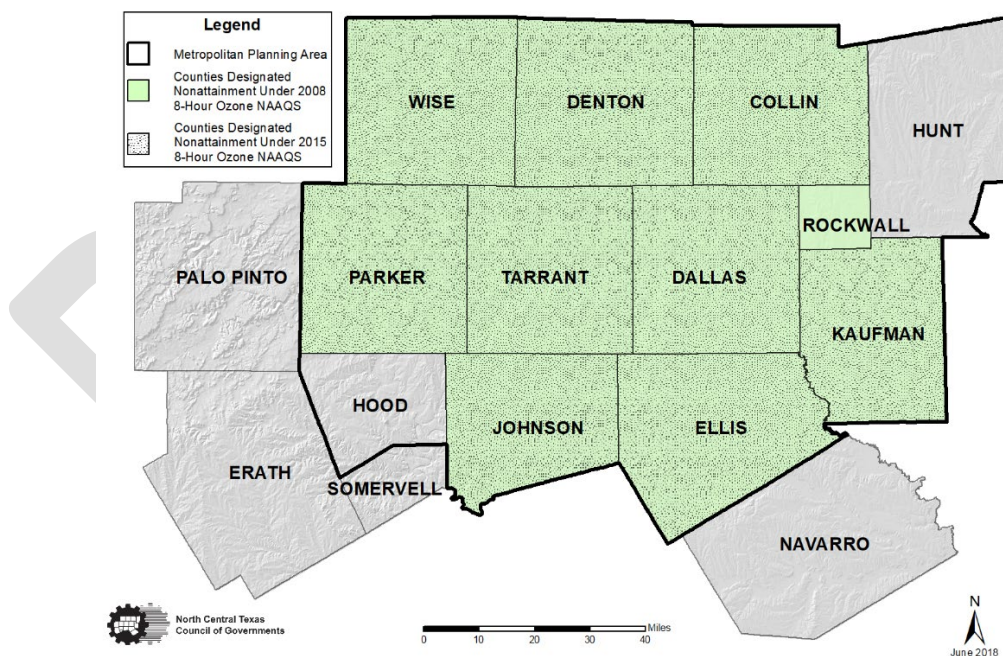 Legend
Metropolitan Planning Area
Counties Designated
Nonattainment Under 2008
8-Hour Ozone NAAQS
Counties Designated
Nonattainment Under 2015
8-Hour Ozone NAAQS
WISE
DENTON
COLLIN
HUNT
ROCKWALL
PALO PINTO
PARKER
TARRANT
DALLAS
KAUFMAN
HOOD
JOHNSON
ELLIS
ERATH
SOMERVELL
NAVARRO
North Central Texas
Council of Governments
Miles
0 10 20 30 40
N
June 2018